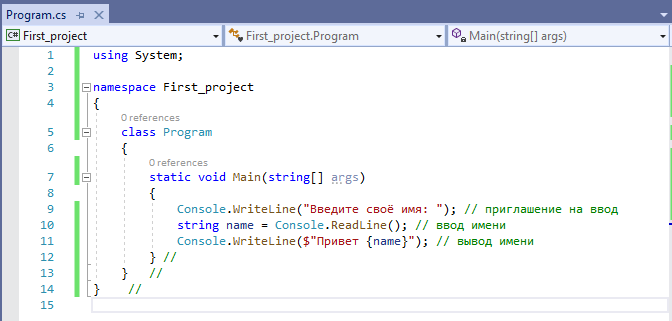 Program.cs
First_project
First_project.Program
Main(string[] args)
1 using System;
2
3 namespace First_project
4 {
0 references
5 class Program
6 {
0 references
7 static void Main(string[] args)
8 {
9 Console.WriteLine("Введите своё имя: "); // приглашение на ввод
10 string name = Console.ReadLine(); // ввод имени
11 Console.WriteLine($"Привет {name}"); // вывод имени
12 } //
13 } //
14 } //
15